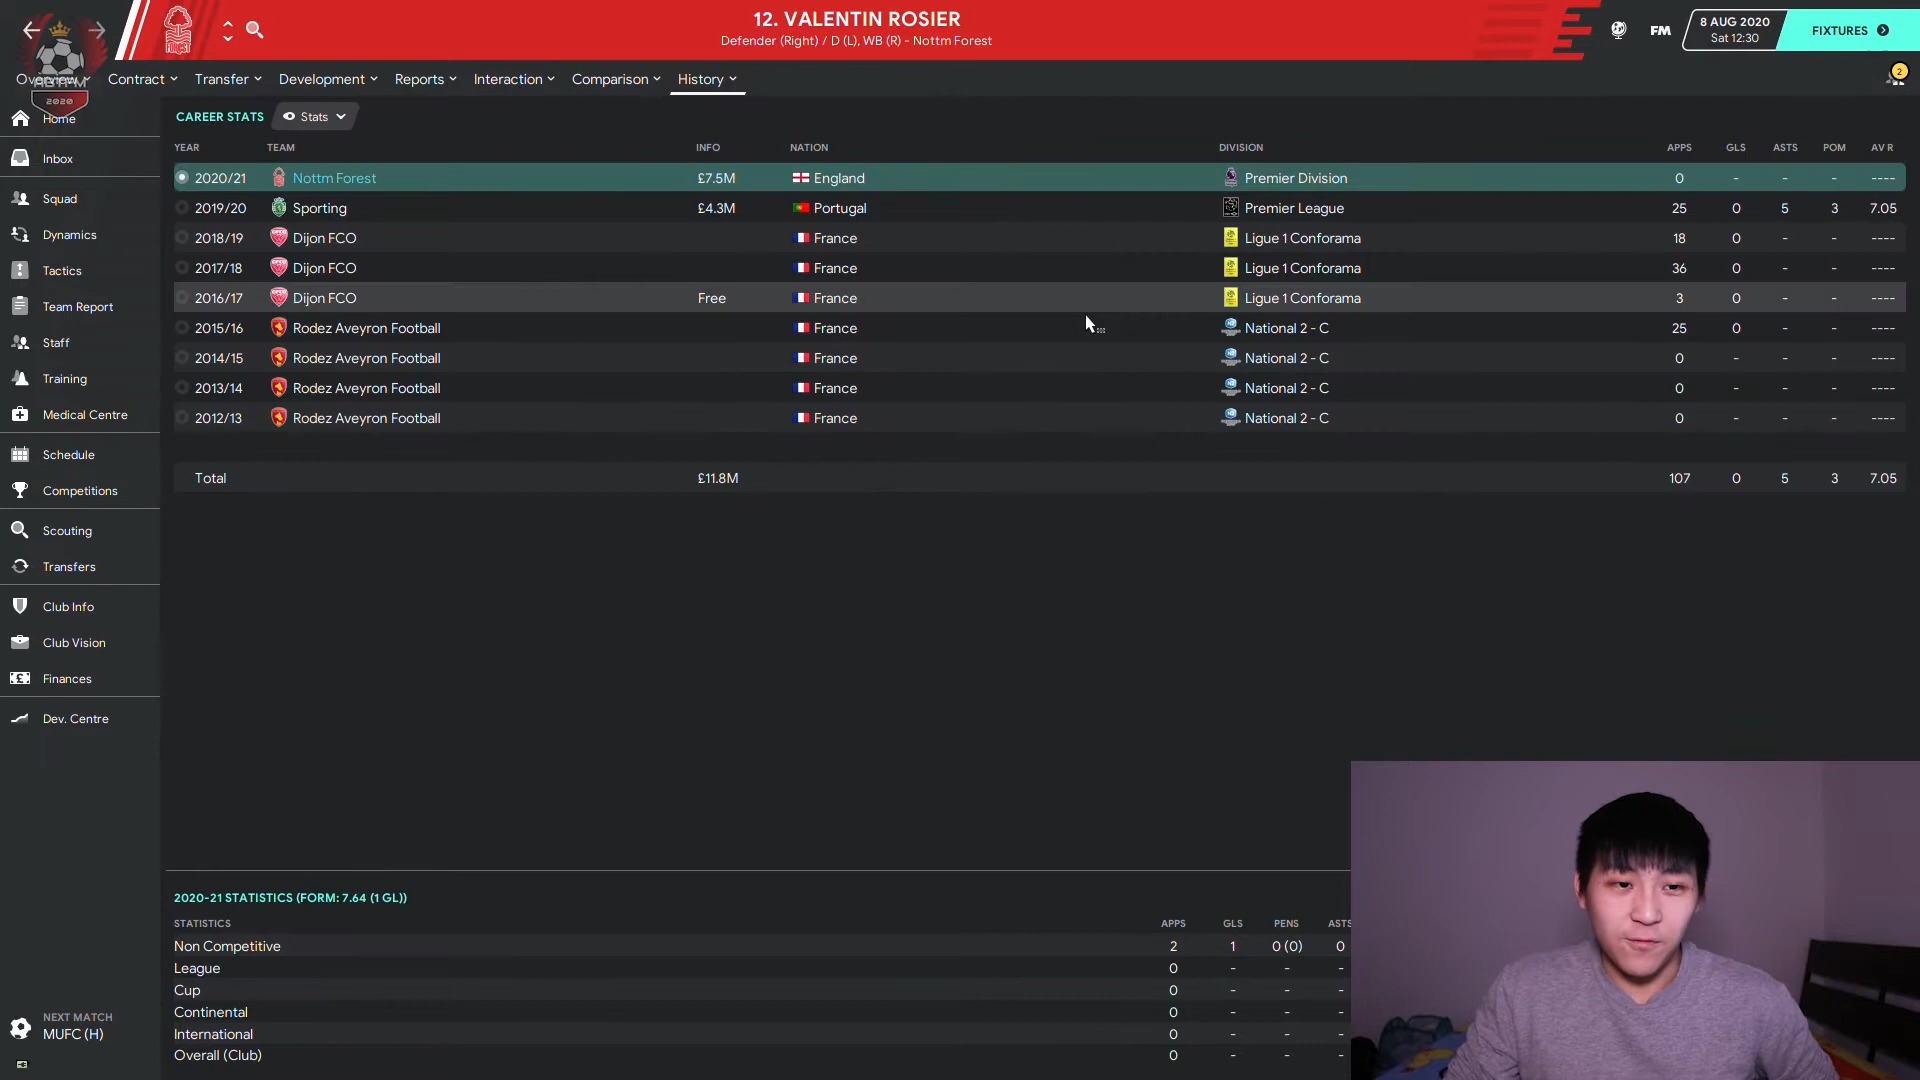 12. VALENTIN ROSIER
Defender (Right) / D (L), WB (R) - Nottm Forest
FM
8 AUG 2020
Sat 12:30
FIXTURES
FOREST
Overview Contract Transfer Development Reports Interaction Comparison History
2
2020
Home
Inbox
Squad
Dynamics
Tactics
Team Report
Staff
Training
Medical Centre
Schedule
Competitions
Scouting
Transfers
Club Info
Club Vision
Finances
Dev. Centre
NEXT MATCH
MUFC (H)
CAREER STATS Stats
YEAR TEAM INFO NATION DIVISION APPS GLS ASTS POM AV R
2020/21 Nottm Forest £7.5M England Premier Division 0 - - - ----
2019/20 Sporting £4.3M Portugal Premier League 25 0 5 3 7.05
2018/19 Dijon FCO France Ligue 1 Conforama 18 0 - - ----
2017/18 Dijon FCO France Ligue 1 Conforama 36 0 - - ----
2016/17 Dijon FCO Free France Ligue 1 Conforama 3 0 - - ----
2015/16 Rodez Aveyron Football France National 2 - C 25 0 - - ----
2014/15 Rodez Aveyron Football France National 2 - C 0 - - - ----
2013/14 Rodez Aveyron Football France National 2 - C 0 - - - ----
2012/13 Rodez Aveyron Football France National 2 - C 0 - - - ----
Total £11.8M 107 0 5 3 7.05
2020-21 STATISTICS (FORM: 7.64 (1 GL))
STATISTICS APPS GLS PENS ASTS
Non Competitive 2 1 0 (0) 0
League 0 - - -
Cup 0 - - -
Continental 0 - - -
International 0 - - -
Overall (Club) 0 - - -